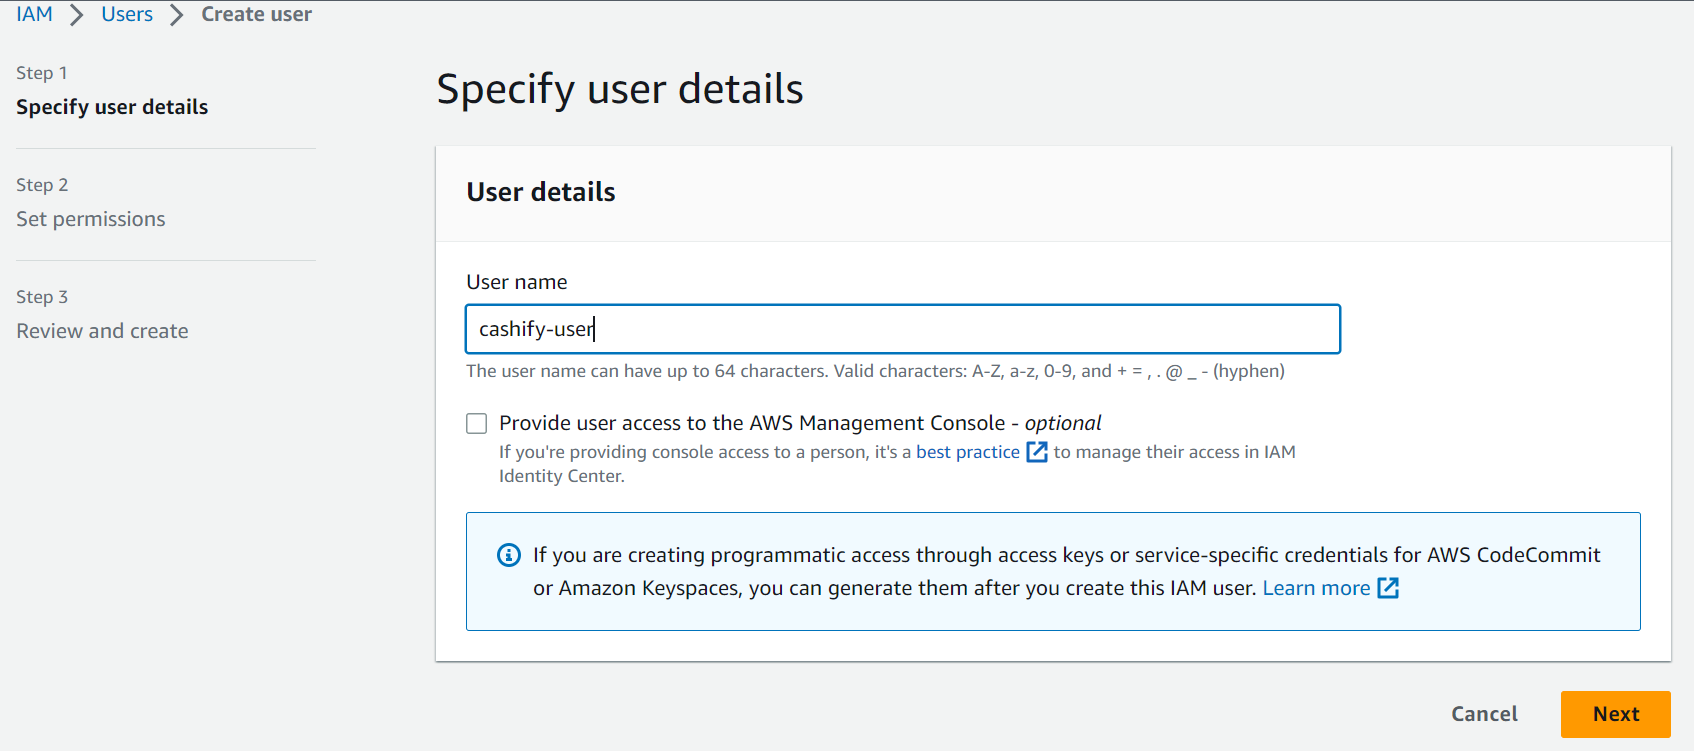 IAM > Users > Create user
Step 1
Specify user details
Step 2
Set permissions
Step 3
Review and create
Specify user details
User details
User name
cashify-user
The user name can have up to 64 characters. Valid characters: A-Z, a-z, 0-9, and + = , . @ _ - (hyphen)
Provide user access to the AWS Management Console - optional
If you're providing console access to a person, it's a best practice to manage their access in IAM
Identity Center.
If you are creating programmatic access through access keys or service-specific credentials for AWS CodeCommit
or Amazon Keyspaces, you can generate them after you create this IAM user. Learn more
Cancel
Next